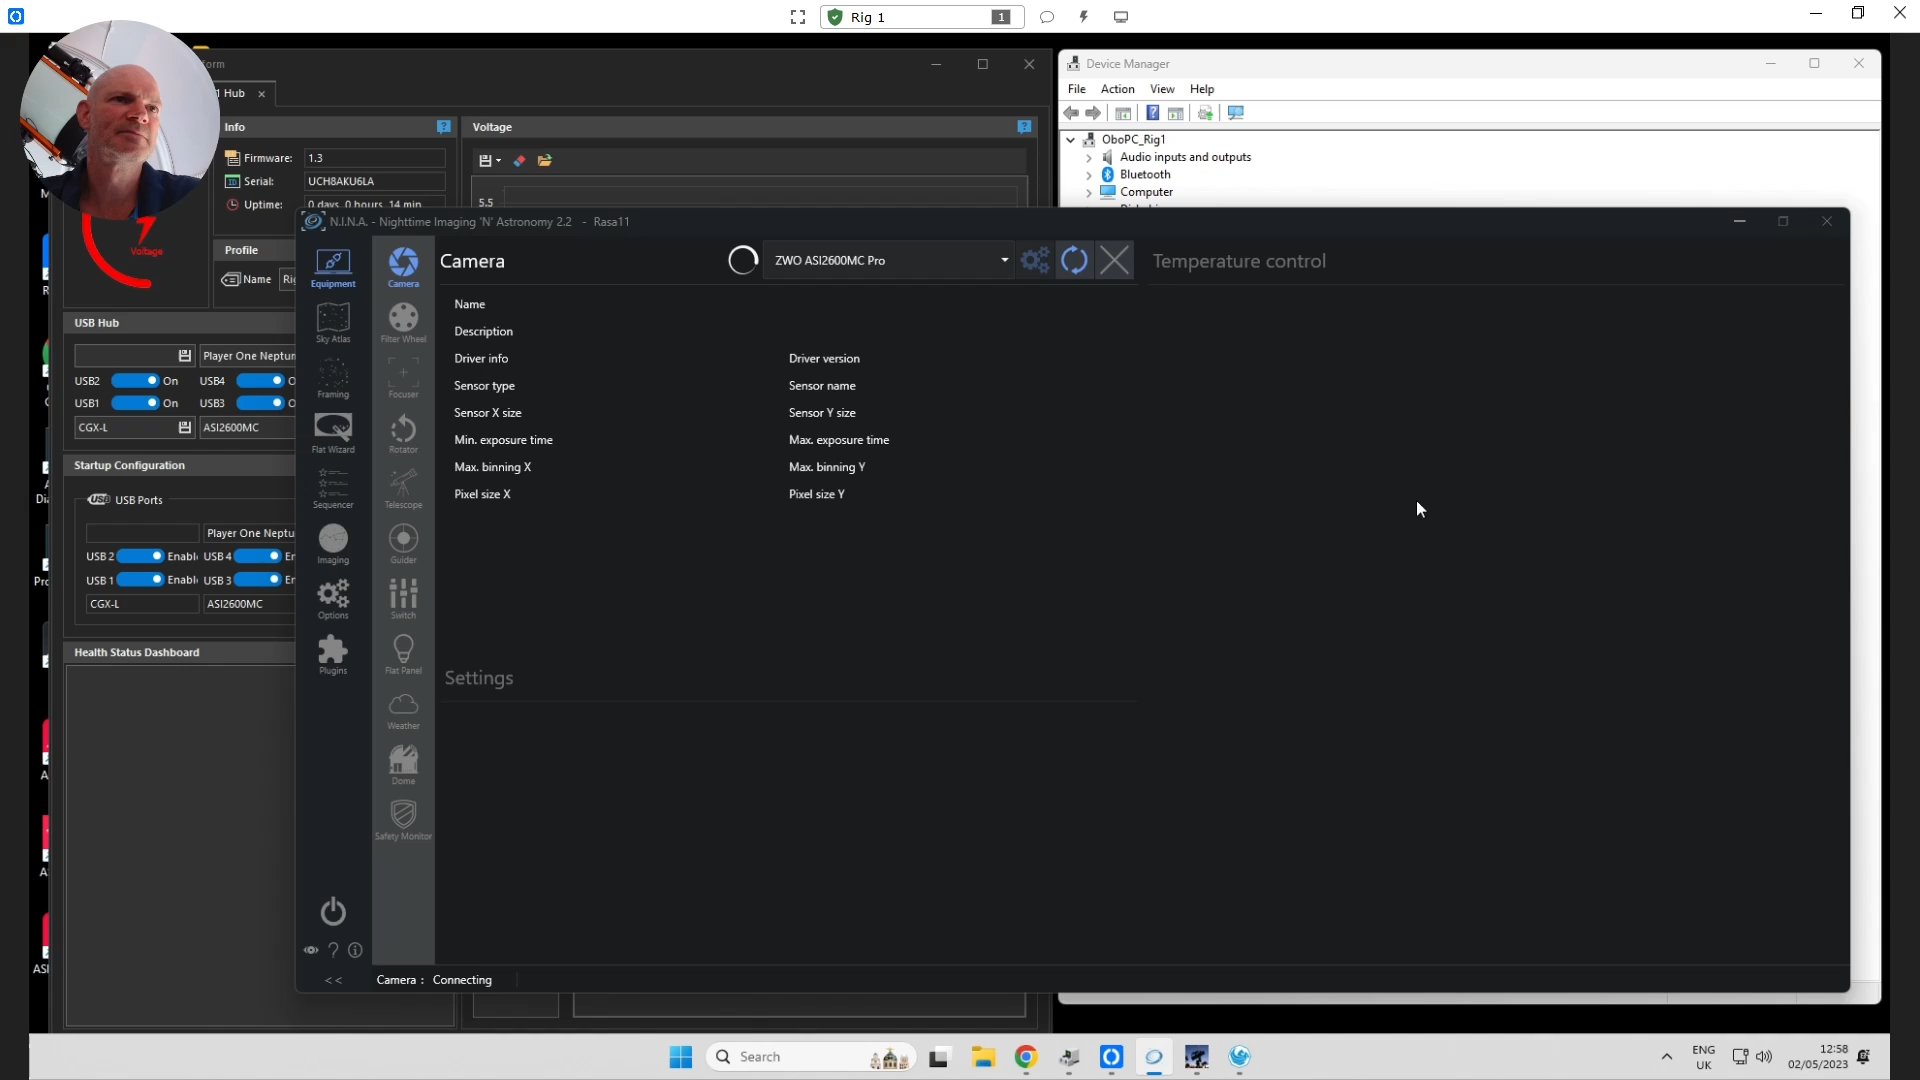 Rig 1
1
orm
1 Hub
Info
Firmware:
1.3
Serial:
UCH8AKU6LA
Uptime:
0 days, 0 hours, 14 min
Voltage
Profile
Name
Voltage
5.5
USB Hub
Player One Neptun
USB2
On
USB4
USB1
On
USB3
CGX-L
ASI2600MC
Startup Configuration
USB Ports
Player One Neptu
USB 2
Enabl
USB 4
USB 1
Enabl
USB 3
CGX-L
ASI2600MC
Health Status Dashboard
Device Manager
File
Action
View
Help
OboPC_Rig1
Audio inputs and outputs
Bluetooth
Computer
N.I.N.A. - Nighttime Imaging 'N' Astronomy 2.2 - Rasa11
Equipment
Sky Atlas
Framing
Flat Wizard
Sequencer
Imaging
Options
Plugins
Camera
Filter Wheel
Focuser
Rotator
Telescope
Guider
Switch
Flat Panel
Weather
Dome
Safety Monitor
Camera
ZWO ASI2600MC Pro
Temperature control
Name
Description
Driver info
Driver version
Sensor type
Sensor name
Sensor X size
Sensor Y size
Min. exposure time
Max. exposure time
Max. binning X
Max. binning Y
Pixel size X
Pixel size Y
Settings
<<
Camera : Connecting
Search
ENG
UK
12:58
02/05/2023